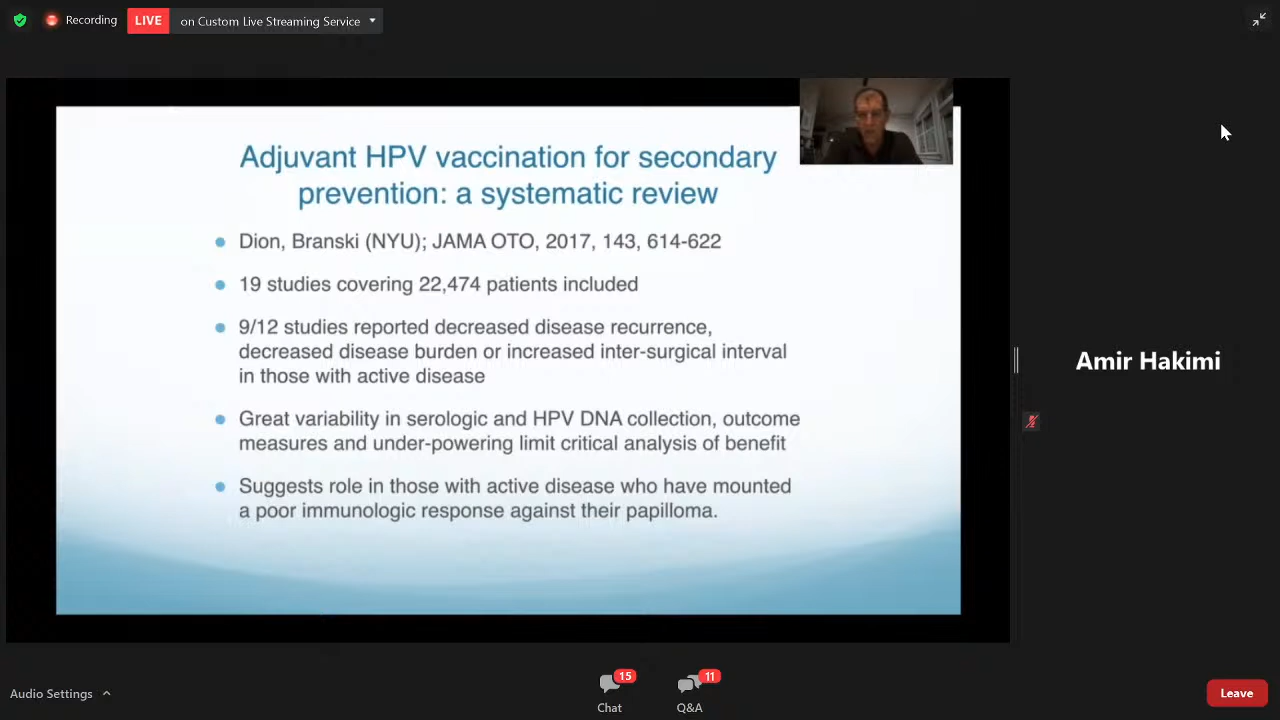 Recording
LIVE
on Custom Live Streaming Service
Adjuvant HPV vaccination for secondary
prevention: a systematic review
Dion, Branski (NYU); JAMA OTO, 2017, 143, 614-622
19 studies covering 22,474 patients included
9/12 studies reported decreased disease recurrence,
decreased disease burden or increased inter-surgical interval
in those with active disease
Great variability in serologic and HPV DNA collection, outcome
measures and under-powering limit critical analysis of benefit
Suggests role in those with active disease who have mounted
a poor immunologic response against their papilloma.
Amir Hakimi
Audio Settings
15
Chat
11
Q&A
Leave